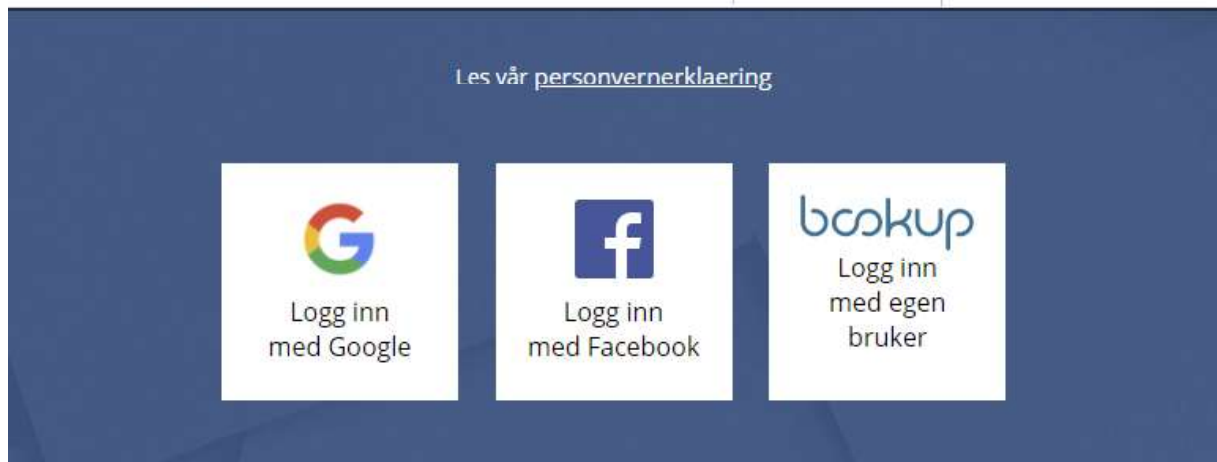 Les vår personvernerklaering
Logg inn
med Google
Logg inn
med Facebook
bookup
Logg inn
med egen
bruker